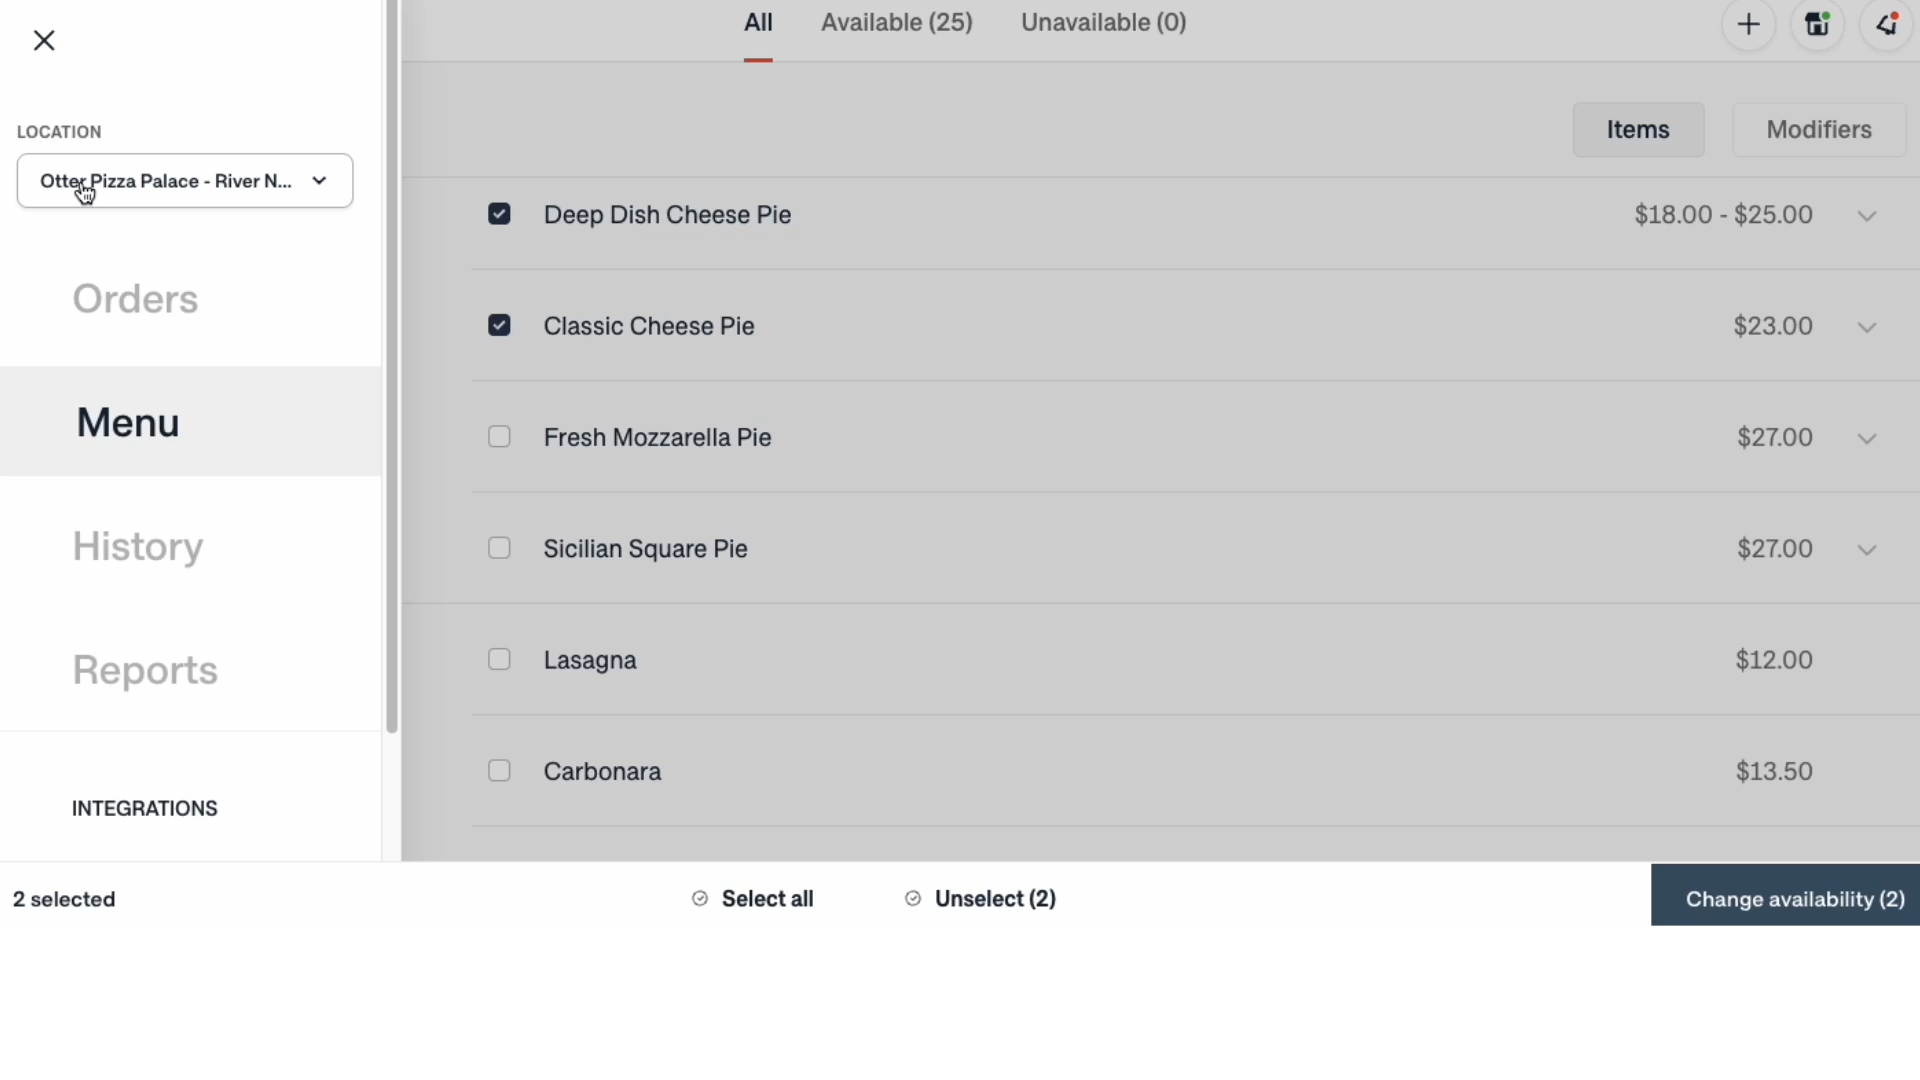 All
Available (25)
Unavailable (0)
LOCATION
Otter Pizza Palace - River N...
Items
Modifiers
Deep Dish Cheese Pie
$18.00 - $25.00
Orders
Classic Cheese Pie
$23.00
Menu
Fresh Mozzarella Pie
$27.00
History
Sicilian Square Pie
$27.00
Reports
Lasagna
$12.00
Carbonara
$13.50
INTEGRATIONS
2 selected
Select all
Unselect (2)
Change availability (2)